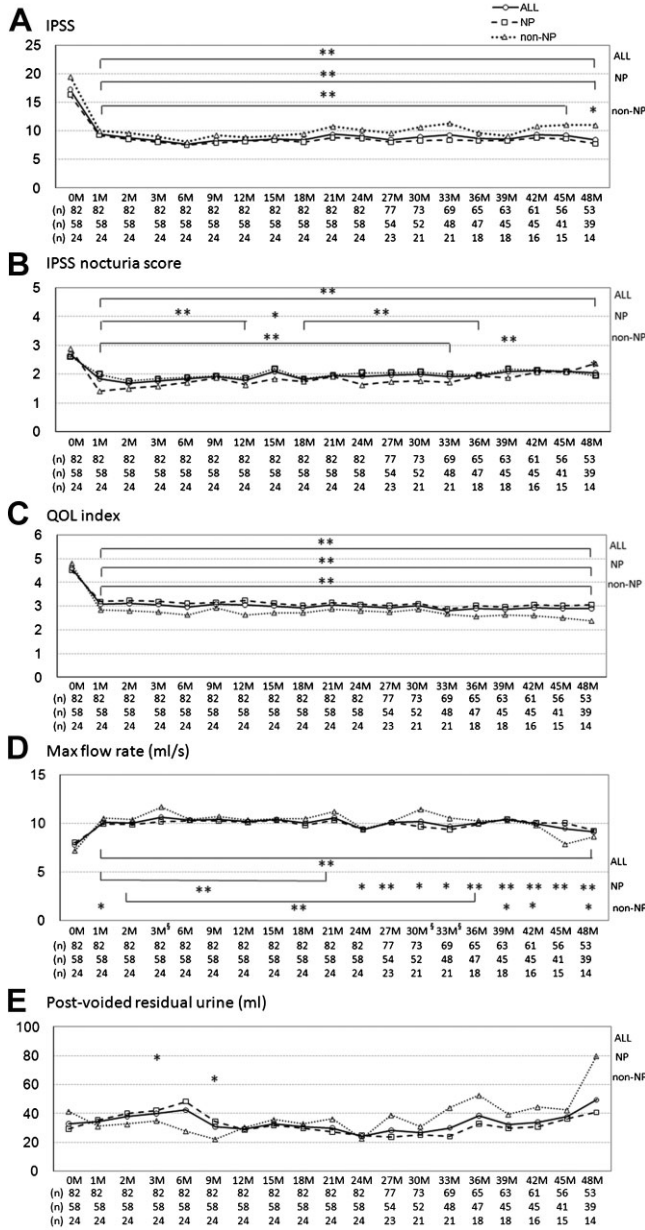 ALL
NP
non-NP
A IPSS
25
20
15
10
5
0
** ALL
** NP
** * non-NP
0M 1M 2M 3M 6M 9M 12M 15M 18M 21M 24M 27M 30M 33M 36M 39M 42M 45M 48M
(n) 82 82 82 82 82 82 82 82 82 82 82 77 73 69 65 63 61 56 53
(n) 58 58 58 58 58 58 58 58 58 58 58 54 52 48 47 45 45 41 39
(n) 24 24 24 24 24 24 24 24 24 24 24 23 21 21 18 18 16 15 14
B IPSS nocturia score
5
4
3
2
1
0
** ALL
** * ** NP
** ** non-NP
*
0M 1M 2M 3M 6M 9M 12M 15M 18M 21M 24M 27M 30M 33M 36M 39M 42M 45M 48M
(n) 82 82 82 82 82 82 82 82 82 82 82 77 73 69 65 63 61 56 53
(n) 58 58 58 58 58 58 58 58 58 58 58 54 52 48 47 45 45 41 39
(n) 24 24 24 24 24 24 24 24 24 24 24 23 21 21 18 18 16 15 14
C QOL index
6
5
4
3
2
1
0
** ALL
** NP
** non-NP
0M 1M 2M 3M 6M 9M 12M 15M 18M 21M 24M 27M 30M 33M 36M 39M 42M 45M 48M
(n) 82 82 82 82 82 82 82 82 82 82 82 77 73 69 65 63 61 56 53
(n) 58 58 58 58 58 58 58 58 58 58 58 54 52 48 47 45 45 41 39
(n) 24 24 24 24 24 24 24 24 24 24 24 23 21 21 18 18 16 15 14
D Max flow rate (ml/s)
15
10
5
0
** ALL
** * ** * * ** ** ** ** ** NP
* ** * * * non-NP
0M 1M 2M 3M§ 6M 9M 12M 15M 18M 21M 24M 27M 30M§ 33M§ 36M 39M 42M 45M 48M
(n) 82 82 82 82 82 82 82 82 82 82 82 77 73 69 65 63 61 56 53
(n) 58 58 58 58 58 58 58 58 58 58 58 54 52 48 47 45 45 41 39
(n) 24 24 24 24 24 24 24 24 24 24 24 23 21 21 18 18 16 15 14
E Post-voided residual urine (ml)
100
80
60
40
20
0
ALL
* NP
* non-NP
0M 1M 2M 3M 6M 9M 12M 15M 18M 21M 24M 27M 30M 33M 36M 39M 42M 45M 48M
(n) 82 82 82 82 82 82 82 82 82 82 82 77 73 69 65 63 61 56 53
(n) 58 58 58 58 58 58 58 58 58 58 58 54 52 48 47 45 45 41 39
(n) 24 24 24 24 24 24 24 24 24 24 24 23 21 21 18 18 16 15 14